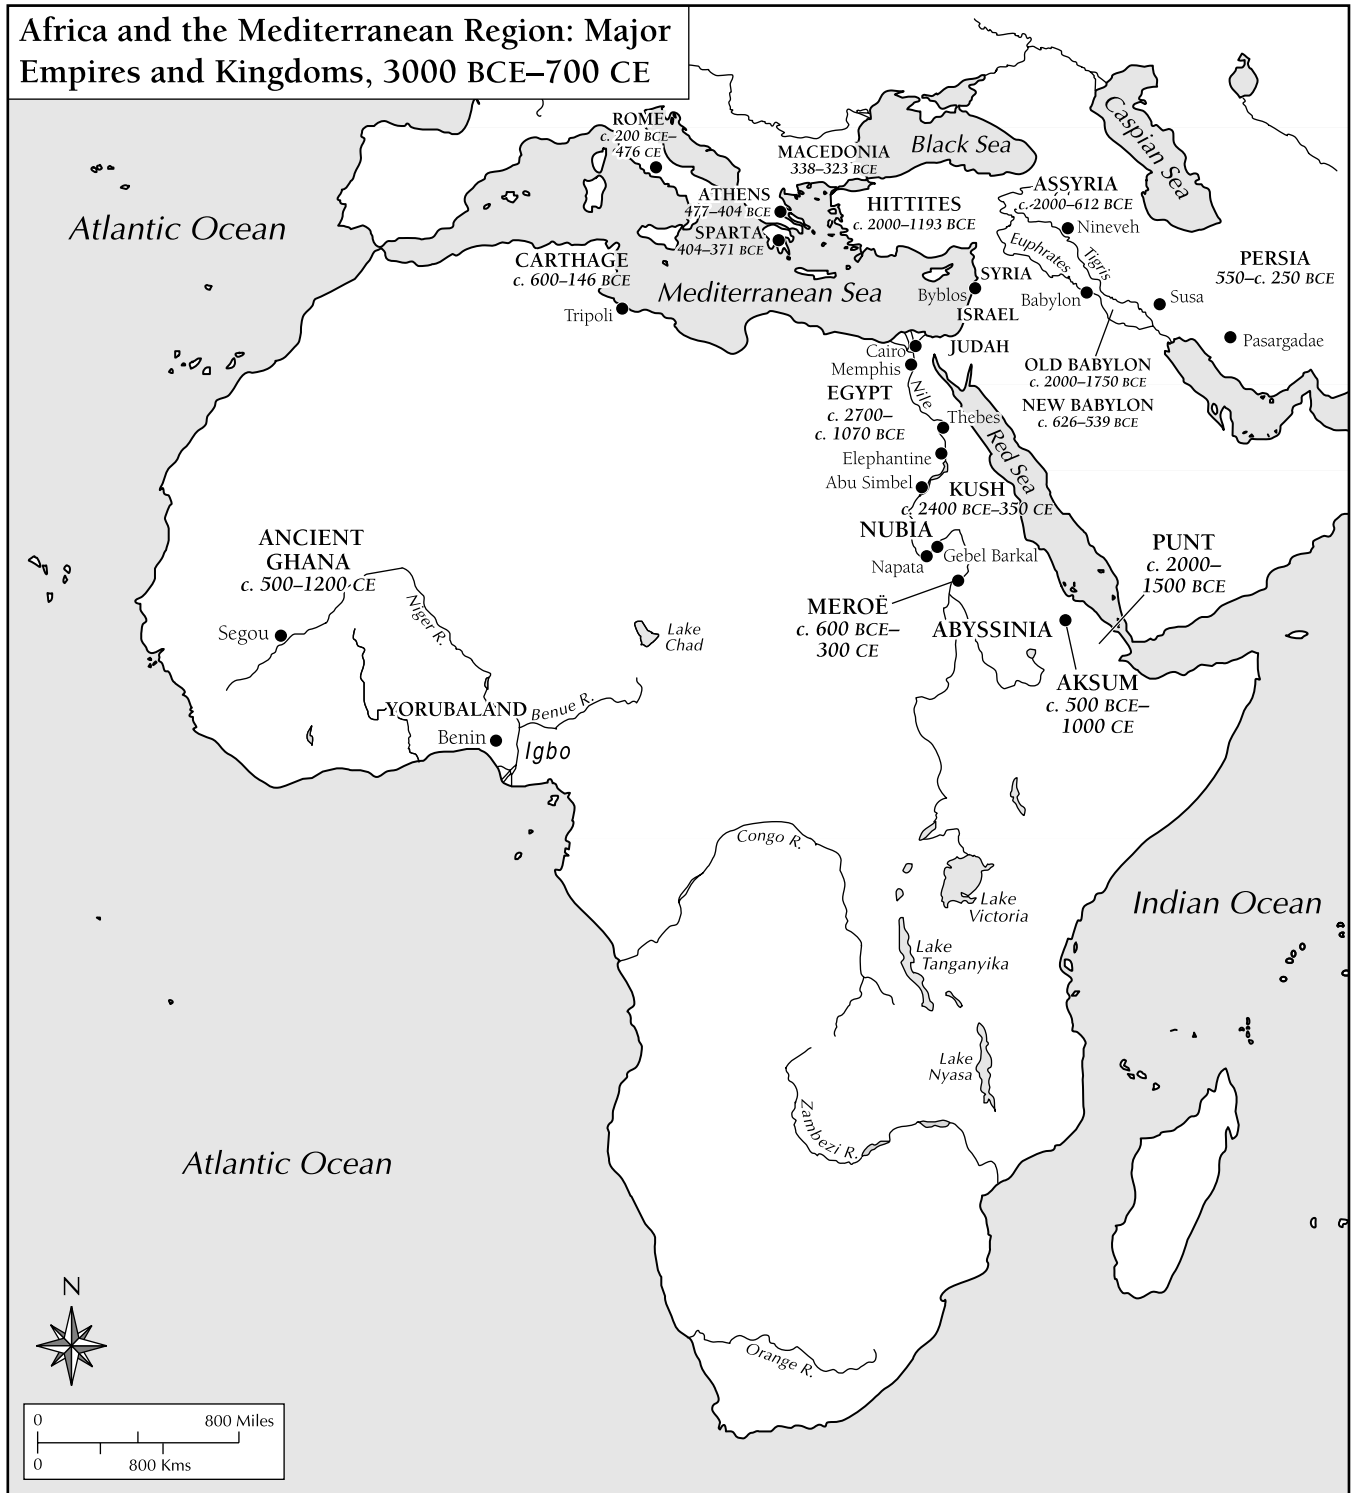 Africa and the Mediterranean Region: Major
Empires and Kingdoms, 3000 BCE–700 CE
ROME
c. 200 BCE–
476 CE
MACEDONIA
338–323 BCE
Black Sea
Caspian Sea
Atlantic Ocean
ATHENS
477–404 BCE
SPARTA
404–371 BCE
HITTITES
c. 2000–1193 BCE
ASSYRIA
c. 2000–612 BCE
Nineveh
Euphrates
Tigris
PERSIA
550–c. 250 BCE
CARTHAGE
c. 600–146 BCE
Mediterranean Sea
SYRIA
Byblos
Babylon
Susa
Tripoli
ISRAEL
Cairo
JUDAH
Pasargadae
Memphis
OLD BABYLON
c. 2000–1750 BCE
NEW BABYLON
c. 626–539 BCE
EGYPT
c. 2700–
c. 1070 BCE
Nile
Thebes
Red Sea
Elephantine
Abu Simbel
KUSH
c. 2400 BCE–350 CE
NUBIA
Gebel Barkal
Napata
PUNT
c. 2000–
1500 BCE
ANCIENT
GHANA
c. 500–1200 CE
Niger R.
Segou
Lake
Chad
MEROË
c. 600 BCE–
300 CE
ABYSSINIA
AKSUM
c. 500 BCE–
1000 CE
YORUBALAND
Benue R.
Benin
Igbo
Congo R.
Lake
Victoria
Indian Ocean
Lake
Tanganyika
Lake
Nyasa
Zambezi R.
Atlantic Ocean
N
Orange R.
0
800 Miles
0
800 Kms